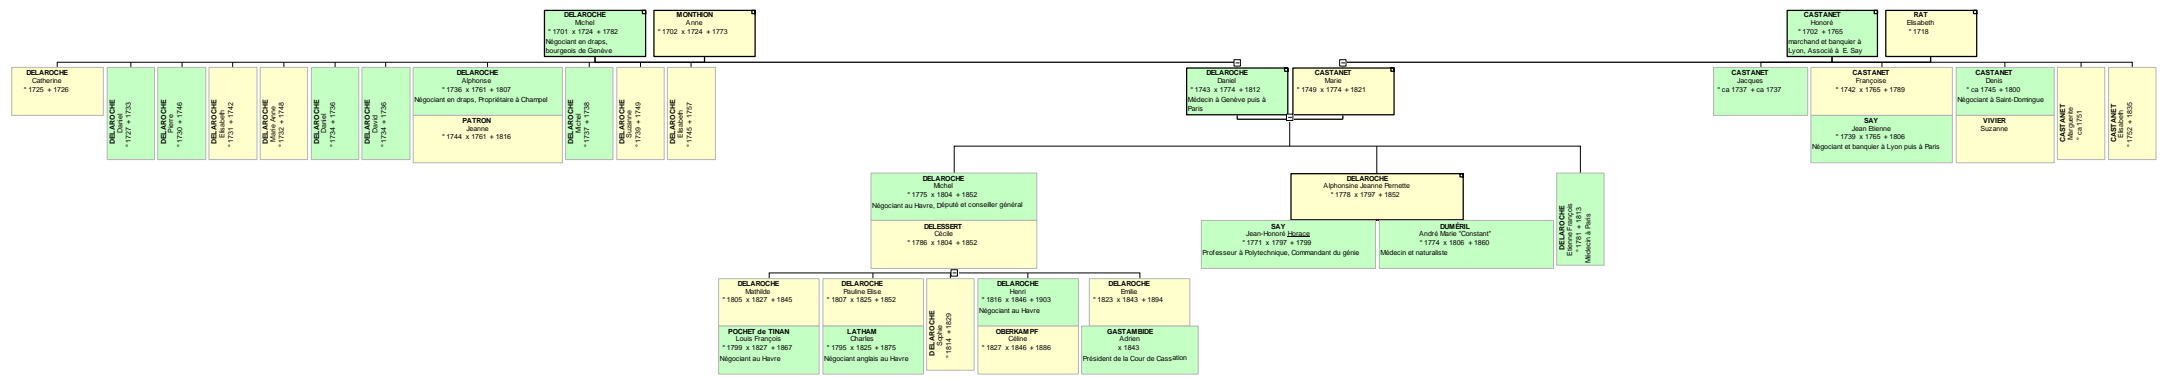 DELAROCHE
Michel
° 1701 x 1724 + 1782
Négociant en draps,
bourgeois de Genève
MONTHION
Anne
° 1702 x 1724 + 1773
CASTANET
Honoré
° 1702 + 1765
marchand et banquier à
Lyon, Associé à E. Say
RAT
Elisabeth
° 1718
DELAROCHE
Catherine
° 1725 + 1726
DELAROCHE
Daniel
° 1727 + 1733
DELAROCHE
Pierre
° 1730 + 1746
DELAROCHE
Elisabeth
° 1731 + 1742
DELAROCHE
Marie Anne
° 1732 + 1748
DELAROCHE
Daniel
° 1734 + 1736
DELAROCHE
David
° 1734 + 1736
DELAROCHE
Alphonse
° 1736 x 1761 + 1807
Négociant en draps, Propriétaire à Champel
PATRON
Jeanne
° 1744 x 1761 + 1816
DELAROCHE
Michel
° 1737 + 1738
DELAROCHE
Suzanne
° 1739 + 1749
DELAROCHE
Elisabeth
° 1745 + 1757
DELAROCHE
Daniel
° 1743 x 1774 + 1812
Médecin à Genève puis à
Paris
CASTANET
Marie
° 1749 x 1774 + 1821
CASTANET
Jacques
° ca 1737 + ca 1737
CASTANET
Françoise
° 1742 x 1765 + 1789
SAY
Jean Etienne
° 1739 x 1765 + 1806
Négociant et banquier à Lyon puis à Paris
CASTANET
Denis
° ca 1745 + 1800
Négociant à Saint-Domingue
VIVIER
Suzanne
CASTANET
Marguerite
° ca 1751
CASTANET
Elisabeth
° 1752 + 1835
DELAROCHE
Michel
° 1775 x 1804 + 1852
Négociant au Havre, Député et conseiller général
DELESSERT
Cécile
° 1786 x 1804 + 1852
DELAROCHE
Alphonsine Jeanne Pernette
° 1778 x 1797 + 1852
SAY
Jean-Honoré Horace
° 1771 x 1797 + 1799
Professeur à Polytechnique, Commandant du génie
DUMÉRIL
André Marie "Constant"
° 1774 x 1806 + 1860
Médecin et naturaliste
DELAROCHE
Etienne François
° 1781 + 1813
Médecin à Paris
DELAROCHE
Mathilde
° 1805 x 1827 + 1845
POCHET de TINAN
Louis François
° 1799 x 1827 + 1867
Négociant au Havre
DELAROCHE
Pauline Elise
° 1807 x 1825 + 1852
LATHAM
Charles
° 1795 x 1825 + 1875
Négociant anglais au Havre
DELAROCHE
Sophie
° 1814 + 1829
DELAROCHE
Henri
° 1816 x 1846 + 1903
Négociant au Havre
OBERKAMPF
Céline
° 1827 x 1846 + 1886
DELAROCHE
Emilie
° 1823 x 1843 + 1894
GASTAMBIDE
Adrien
x 1843
Président de la Cour de Cassation